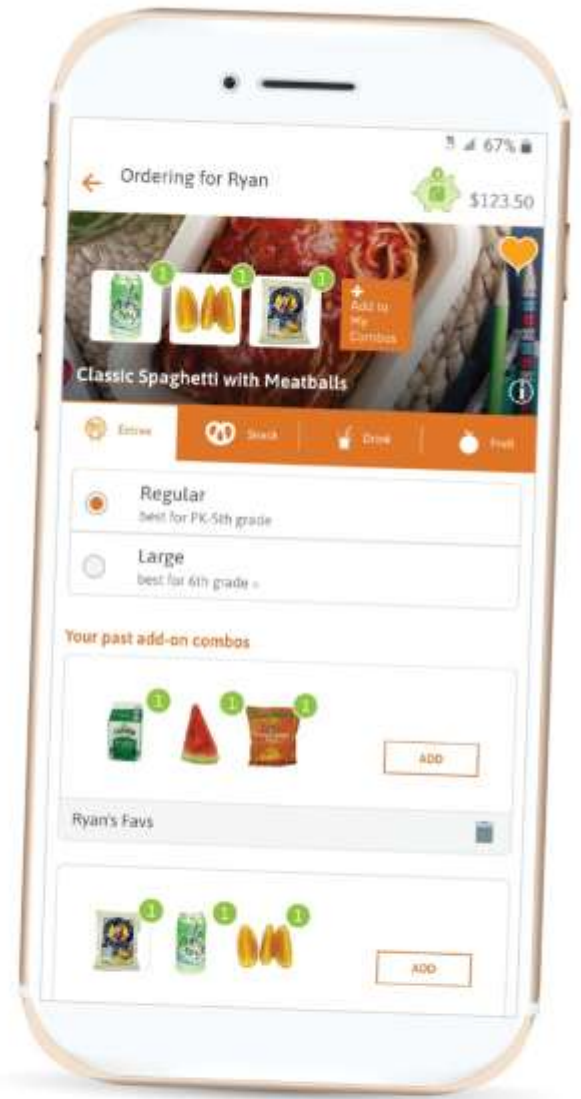 67%
Ordering for Ryan
$123.50
1 1 1
+
Add to
My
Combos
Classic Spaghetti with Meatballs
Entree Snack Drink Fruit
Regular
best for PK-5th grade
Large
best for 6th grade +
Your past add-on combos
1 1 1
ADD
Ryan's Favs
1 1 1
ADD